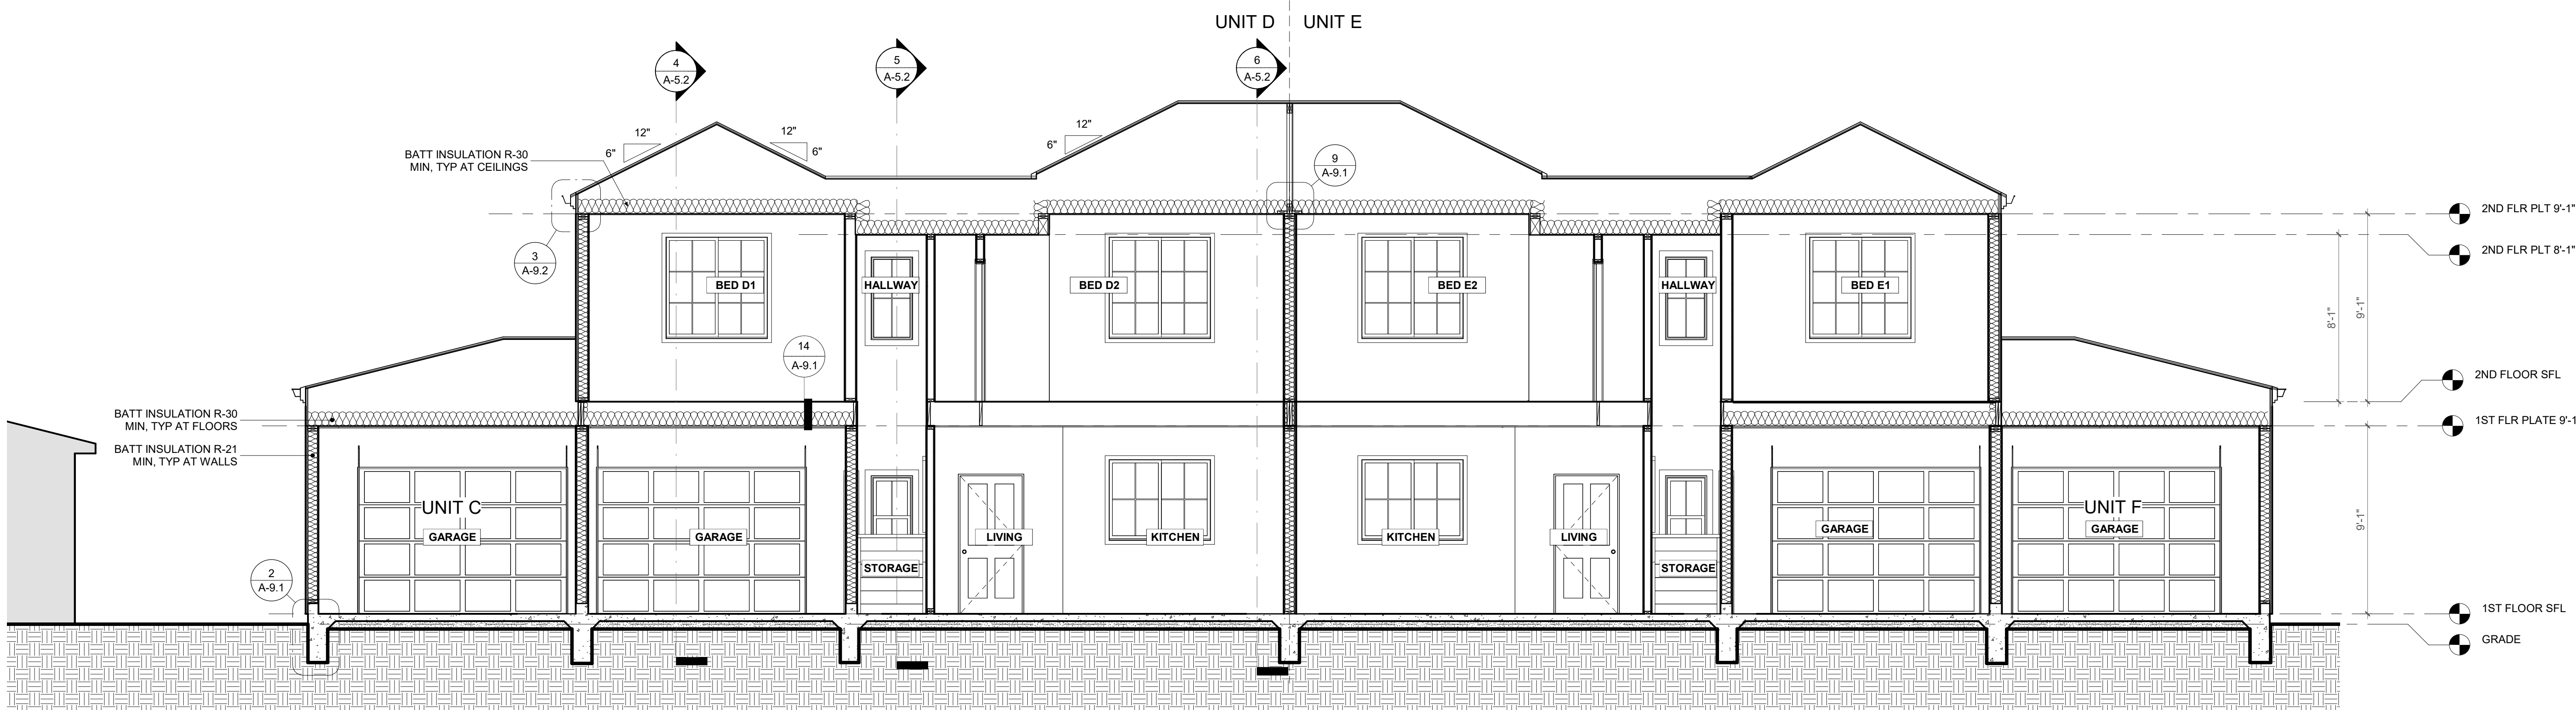 UNIT D
UNIT E
4
A-5.2
5
A-5.2
6
A-5.2
12"
6"
12"
6"
12"
6"
BATT INSULATION R-30
MIN, TYP AT CEILINGS
9
A-9.1
3
A-9.2
2ND FLR PLT 9'-1"
2ND FLR PLT 8'-1"
BED D1
HALLWAY
BED D2
BED E2
HALLWAY
BED E1
8'-1"
9'-1"
14
A-9.1
2ND FLOOR SFL
BATT INSULATION R-30
MIN, TYP AT FLOORS
1ST FLR PLATE 9'-1
BATT INSULATION R-21
MIN, TYP AT WALLS
UNIT C
GARAGE
GARAGE
LIVING
KITCHEN
KITCHEN
LIVING
GARAGE
UNIT F
GARAGE
9'-1"
STORAGE
STORAGE
2
A-9.1
1ST FLOOR SFL
GRADE